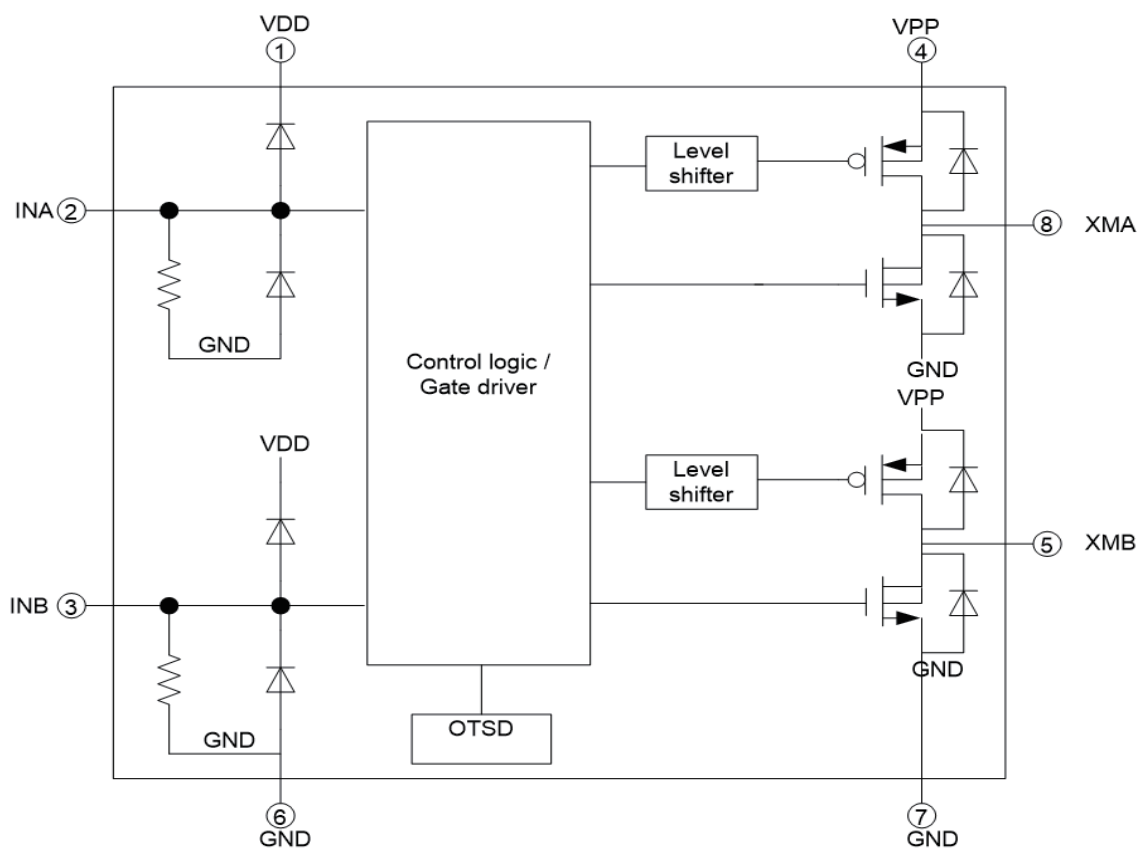 VDD
1
VPP
4
Level
shifter
INA 2
8 XMA
GND
Control logic /
Gate driver
GND
VPP
VDD
Level
shifter
5 XMB
INB 3
GND
GND
OTSD
6
GND
7
GND